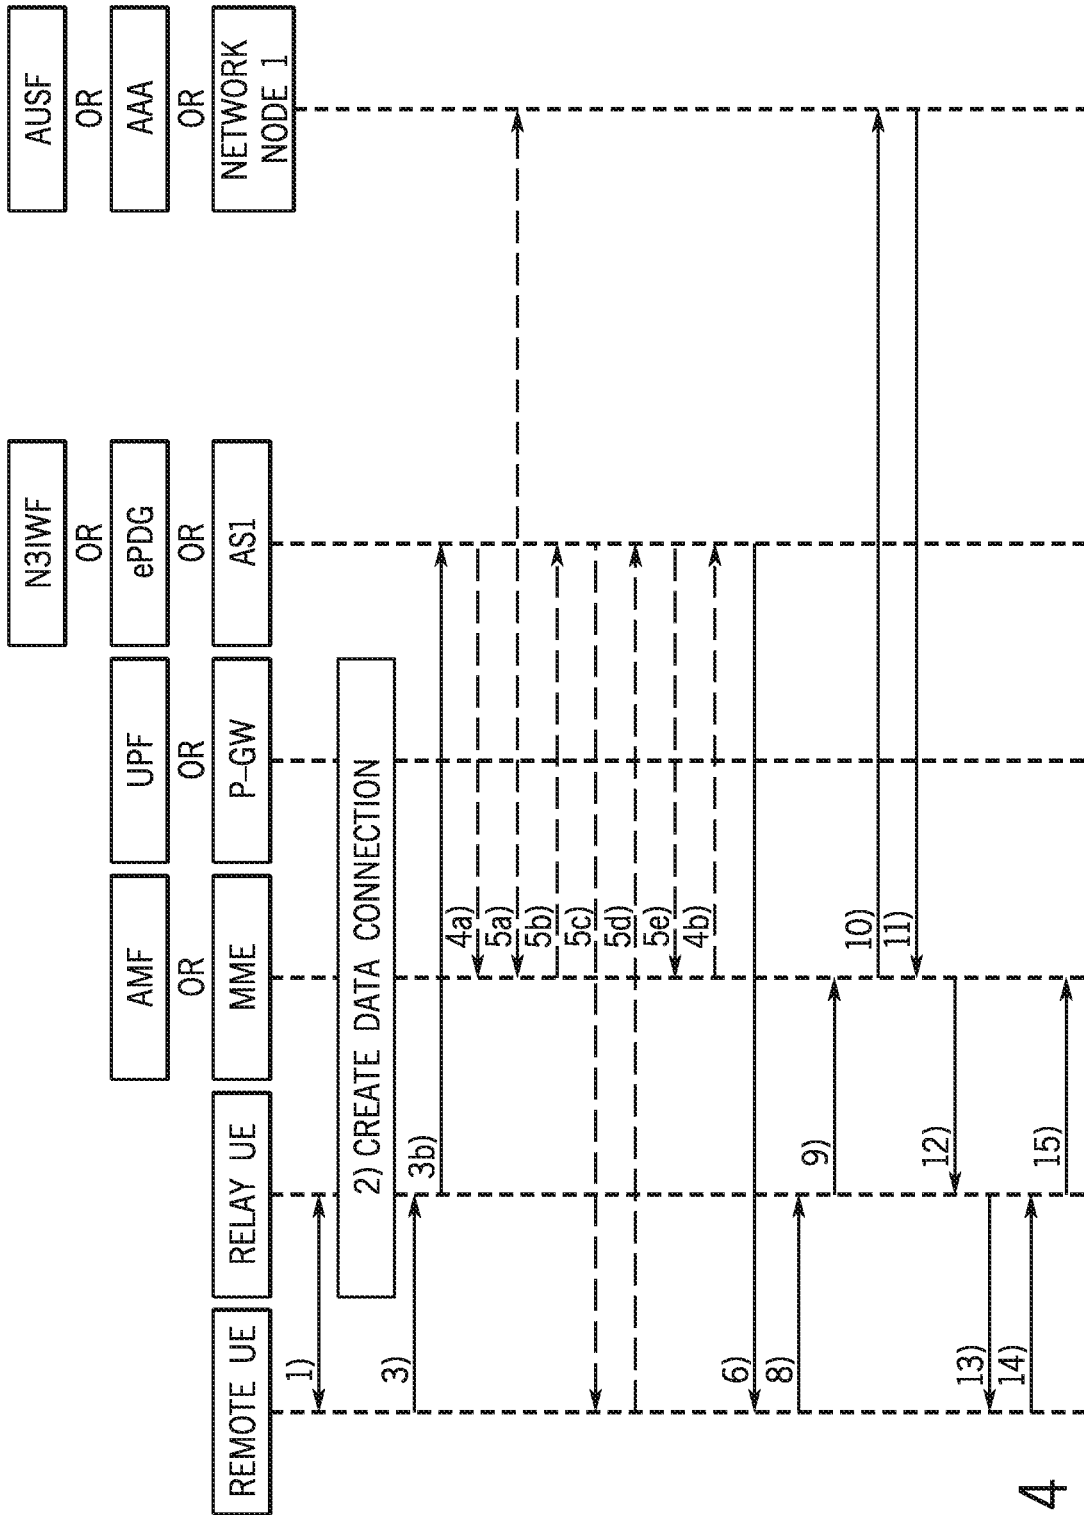 AMF
OR
MME
UPF
OR
P-GW
N3IWF
OR
ePDG
OR
AS1
AUSF
OR
AAA
OR
NETWORK
NODE 1
REMOTE UE
RELAY UE
1)
2) CREATE DATA CONNECTION
3)
3b)
4a)
5a)
5b)
5c)
5d)
5e)
4b)
6)
8)
9)
10)
11)
12)
13)
14)
15)
4